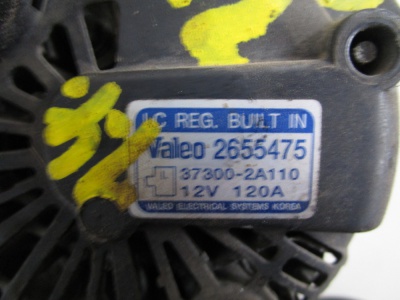 I.C REG. BUILT IN
Valeo 2655475
37300-2A110
12V 120A
VALEO ELECTRICAL SYSTEMS KOREA